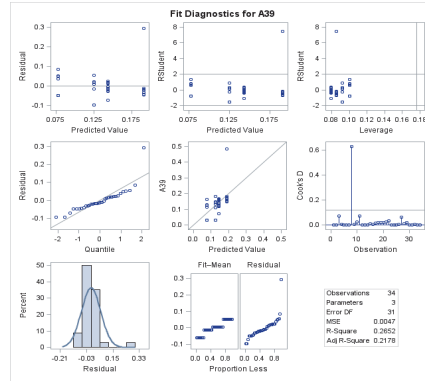 Fit Diagnostics for A39
Residual
0.3
0.2
0.1
0.0
-0.1
0.075 0.125 0.175
Predicted Value
RStudent
8
6
4
2
0
-2
0.075 0.125 0.175
Predicted Value
RStudent
8
6
4
2
0
-2
0.08 0.10 0.12 0.14 0.16 0.18
Leverage
Residual
0.3
0.2
0.1
0.0
-0.1
-2 -1 0 1 2
Quantile
A39
0.5
0.4
0.3
0.2
0.1
0.0
0.0 0.1 0.2 0.3 0.4 0.5
Predicted Value
Cook's D
0.6
0.4
0.2
0.0
0 10 20 30
Observation
Percent
50
40
30
20
10
0
-0.21 -0.03 0.15 0.33
Residual
Fit–Mean Residual
0.3
0.2
0.1
0.0
-0.1
0.0 0.4 0.8 0.0 0.4 0.8
Proportion Less
Observations 34
Parameters 3
Error DF 31
MSE 0.0047
R-Square 0.2652
Adj R-Square 0.2178